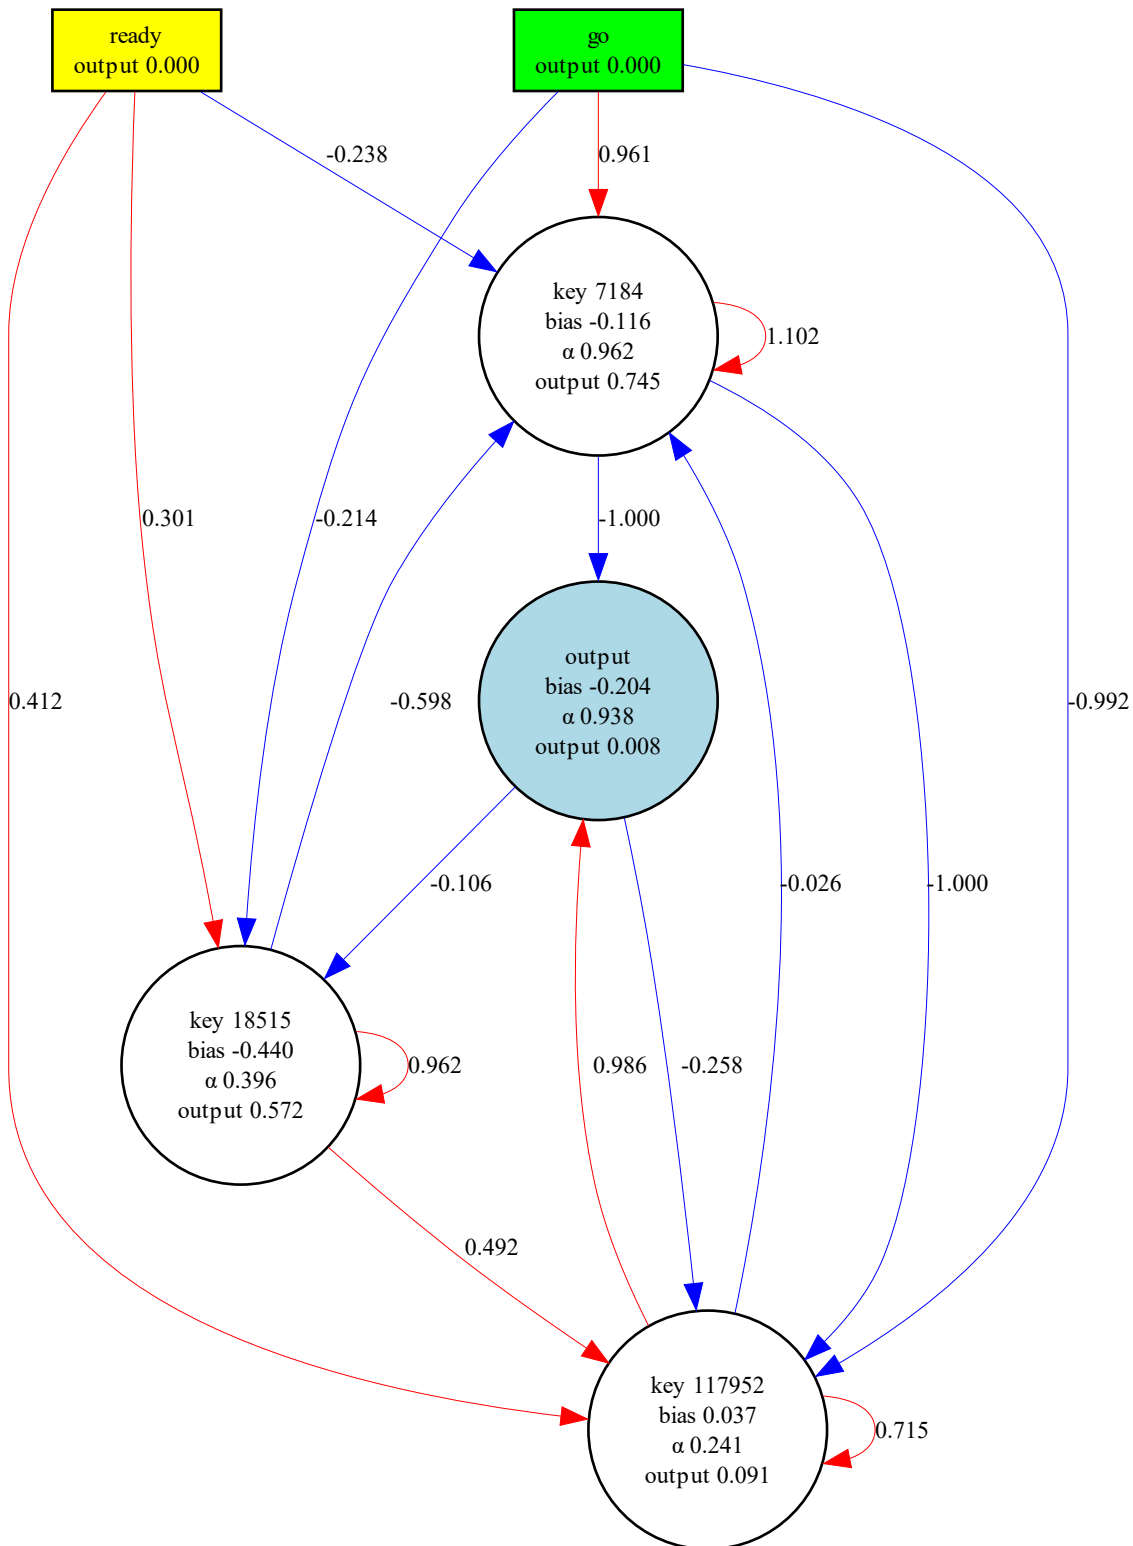 ready
output 0.000
go
output 0.000
-0.238
0.961
key 7184
bias -0.116
α 0.962
output 0.745
1.102
0.301
-0.214
-1.000
output
bias -0.204
α 0.938
output 0.008
0.412
-0.598
-0.992
-0.106
-0.026
-1.000
key 18515
bias -0.440
α 0.396
output 0.572
0.962
0.986
-0.258
0.492
key 117952
bias 0.037
α 0.241
output 0.091
0.715